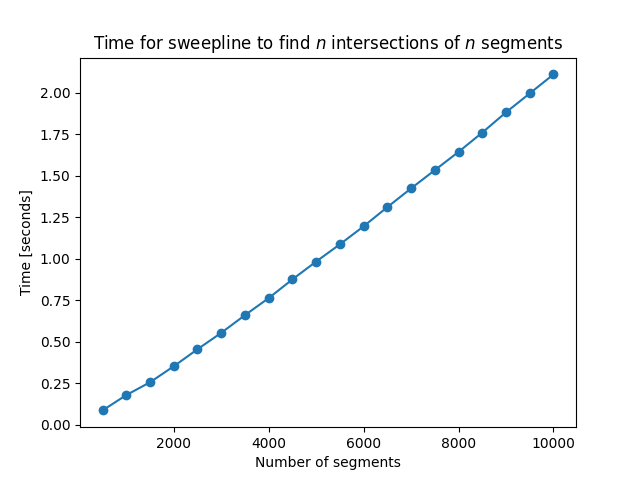 Time for sweepline to find n intersections of n segments
2.00
1.75
1.50
1.25
1.00
0.75
0.50
0.25
0.00
Time [seconds]
2000 4000 6000 8000 10000
Number of segments